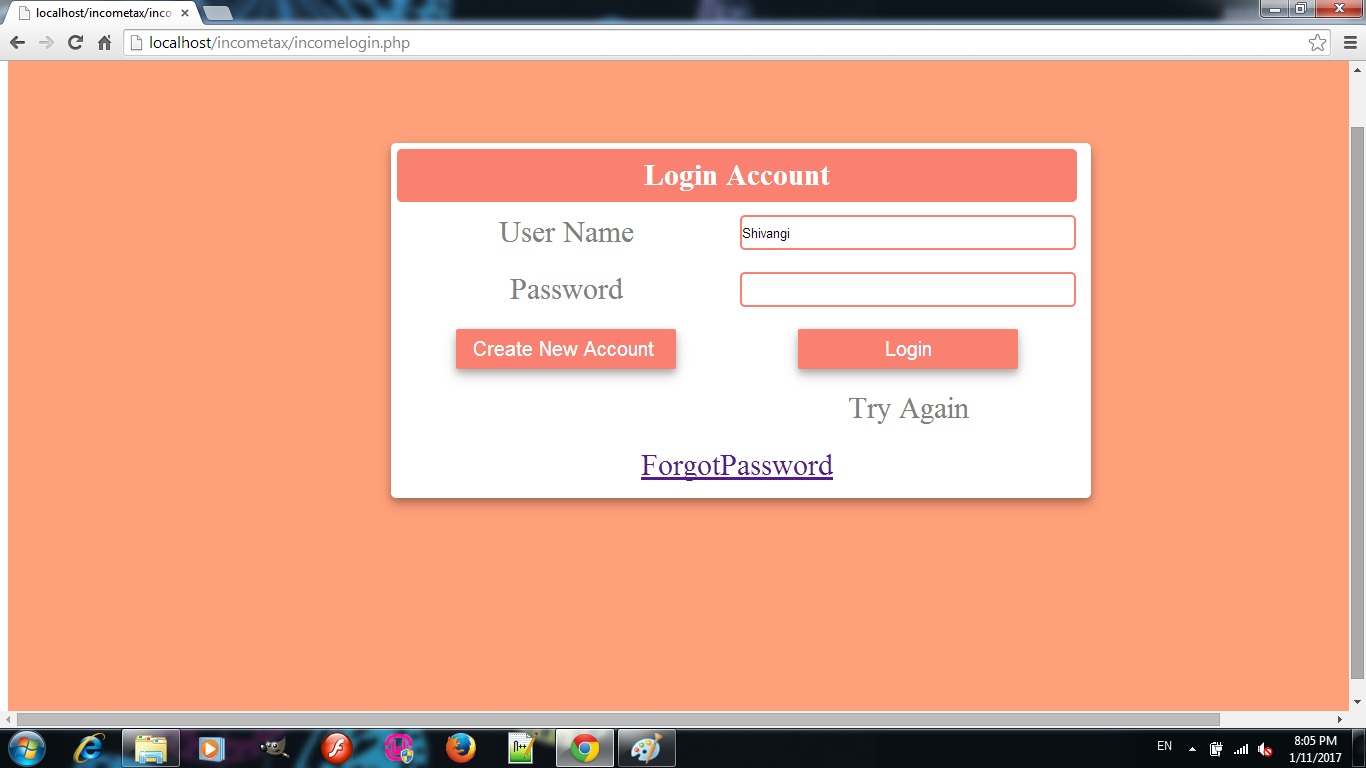 localhost/incometax/inco
localhost/incometax/incomelogin.php
Login Account
User Name
Shivangi
Password
Create New Account
Login
Try Again
ForgotPassword
EN
8:05 PM
1/11/2017